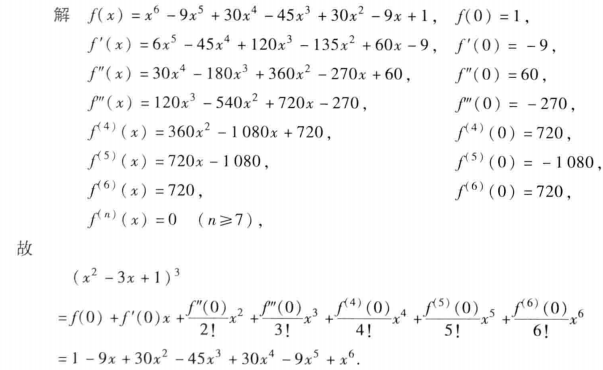 解 f(x)=x⁶-9x⁵+30x⁴-45x³+30x²-9x+1, f(0)=1,
f′(x)=6x⁵-45x⁴+120x³-135x²+60x-9, f′(0)=-9,
f″(x)=30x⁴-180x³+360x²-270x+60, f″(0)=60,
f‴(x)=120x³-540x²+720x-270, f‴(0)=-270,
f⁽⁴⁾(x)=360x²-1 080x+720, f⁽⁴⁾(0)=720,
f⁽⁵⁾(x)=720x-1 080, f⁽⁵⁾(0)=-1 080,
f⁽⁶⁾(x)=720, f⁽⁶⁾(0)=720,
f⁽ⁿ⁾(x)=0 (n≥7),
故
(x²-3x+1)³
=f(0)+f′(0)x+f″(0)/2! x²+f‴(0)/3! x³+f⁽⁴⁾(0)/4! x⁴+f⁽⁵⁾(0)/5! x⁵+f⁽⁶⁾(0)/6! x⁶
=1-9x+30x²-45x³+30x⁴-9x⁵+x⁶.